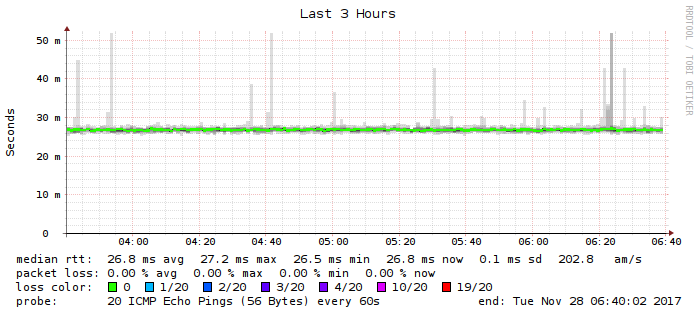 Last 3 Hours
RRDTOOL / TOBI OETIKER
Seconds
50 m
40 m
30 m
20 m
10 m
0
04:00 04:20 04:40 05:00 05:20 05:40 06:00 06:20 06:40
median rtt: 26.8 ms avg 27.2 ms max 26.5 ms min 26.8 ms now 0.1 ms sd 202.8 am/s
packet loss: 0.00 % avg 0.00 % max 0.00 % min 0.00 % now
loss color: 0 1/20 2/20 3/20 4/20 10/20 19/20
probe: 20 ICMP Echo Pings (56 Bytes) every 60s end: Tue Nov 28 06:40:02 2017